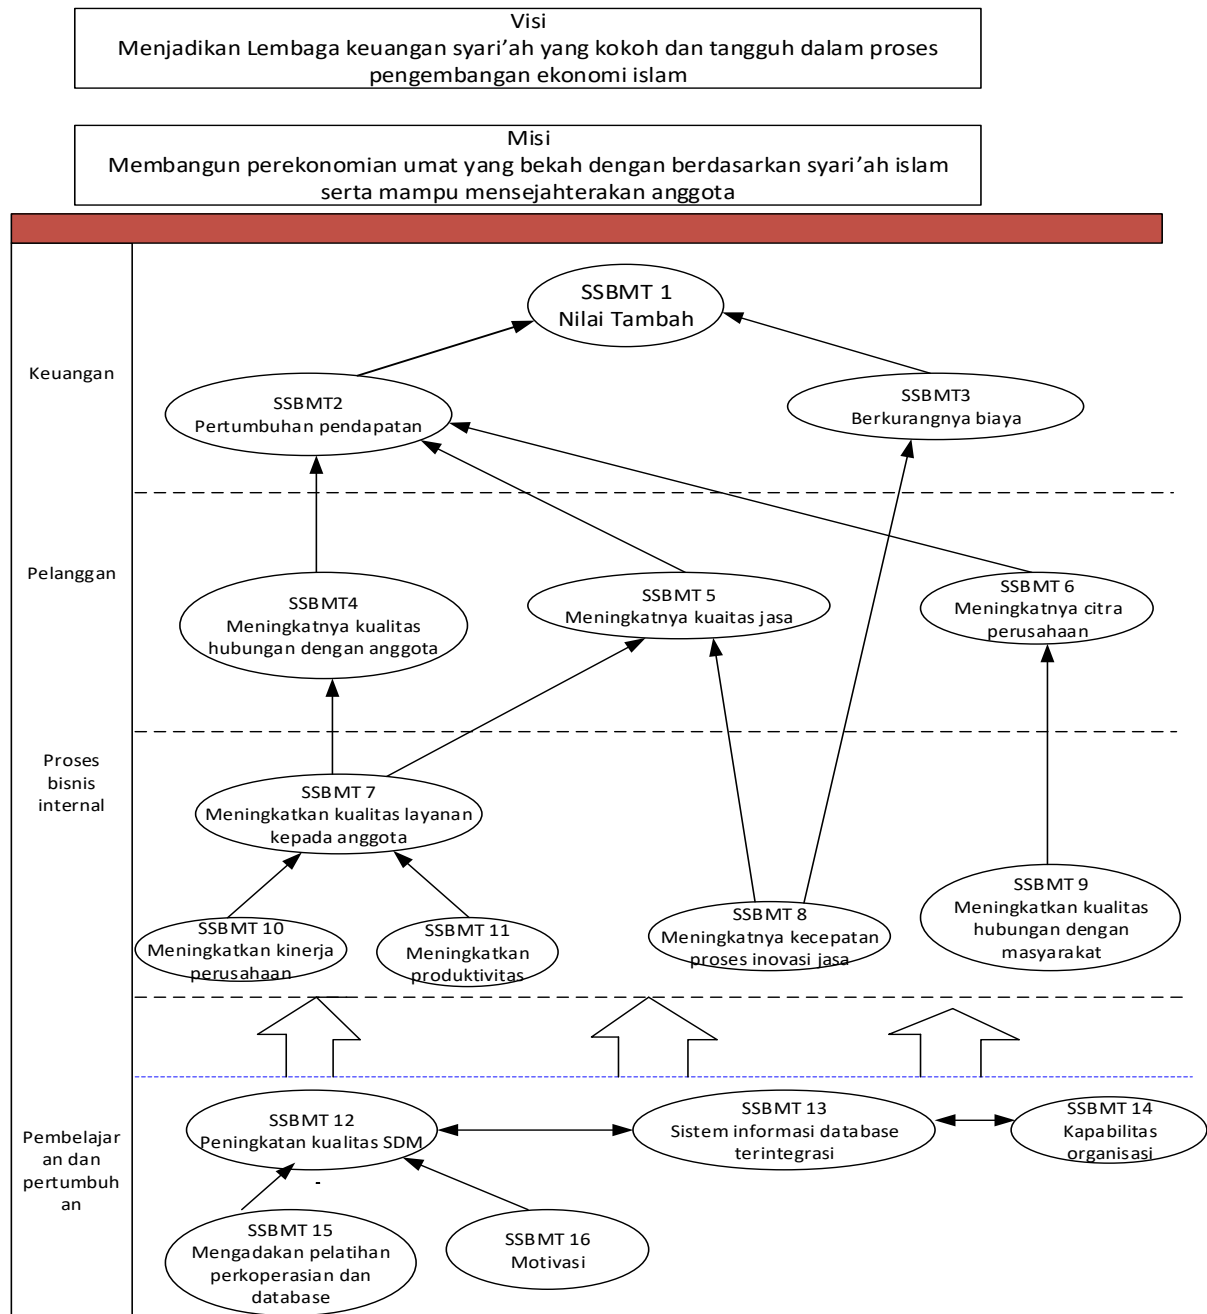 Visi
Menjadikan Lembaga keuangan syari'ah yang kokoh dan tangguh dalam proses
pengembangan ekonomi islam
Misi
Membangun perekonomian umat yang bekah dengan berdasarkan syari'ah islam
serta mampu mensejahterakan anggota
Keuangan
SSBMT 1
Nilai Tambah
SSBMT2
Pertumbuhan pendapatan
SSBMT3
Berkurangnya biaya
Pelanggan
SSBMT4
Meningkatnya kualitas
hubungan dengan anggota
SSBMT 5
Meningkatnya kuaitas jasa
SSBMT 6
Meningkatnya citra
perusahaan
Proses
bisnis
internal
SSBMT 7
Meningkatkan kualitas layanan
kepada anggota
SSBMT 10
Meningkatkan kinerja
perusahaan
SSBMT 11
Meningkatkan
produktivitas
SSBMT 8
Meningkatnya kecepatan
proses inovasi jasa
SSBMT 9
Meningkatkan kualitas
hubungan dengan
masyarakat
Pembelajar
an dan
pertumbuh
an
SSBMT 12
Peningkatan kualitas SDM
-
SSBMT 13
Sistem informasi database
terintegrasi
SSBMT 14
Kapabilitas
organisasi
SSBMT 15
Mengadakan pelatihan
perkoperasian dan
database
SSBMT 16
Motivasi